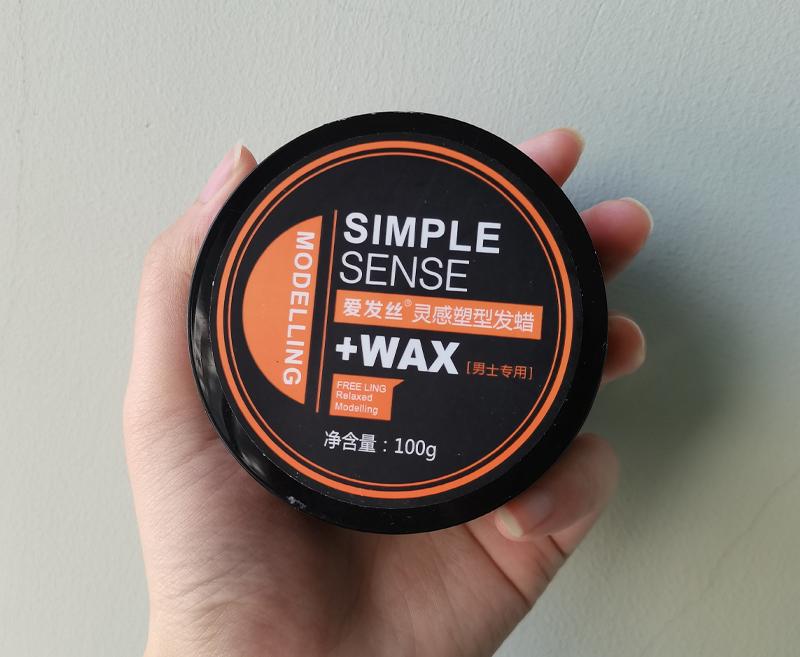 MODELLING
SIMPLE
SENSE
爱发丝®灵感塑型发蜡
+WAX [男士专用]
FREE LING
Relaxed
Modelling
净含量：100g